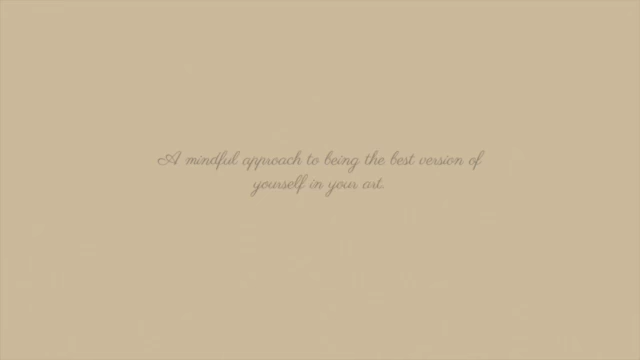 A mindful approach to being the best version of
yourself in your art.